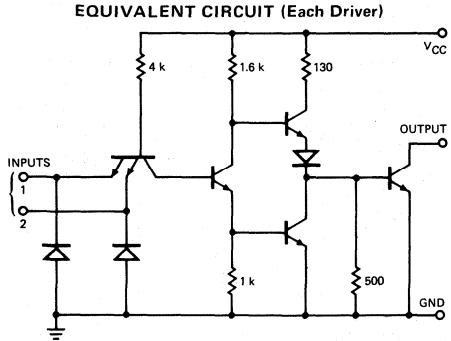 EQUIVALENT CIRCUIT (Each Driver)
VCC
4 k
1.6 k
130
OUTPUT
INPUTS
1
2
1 k
500
GND